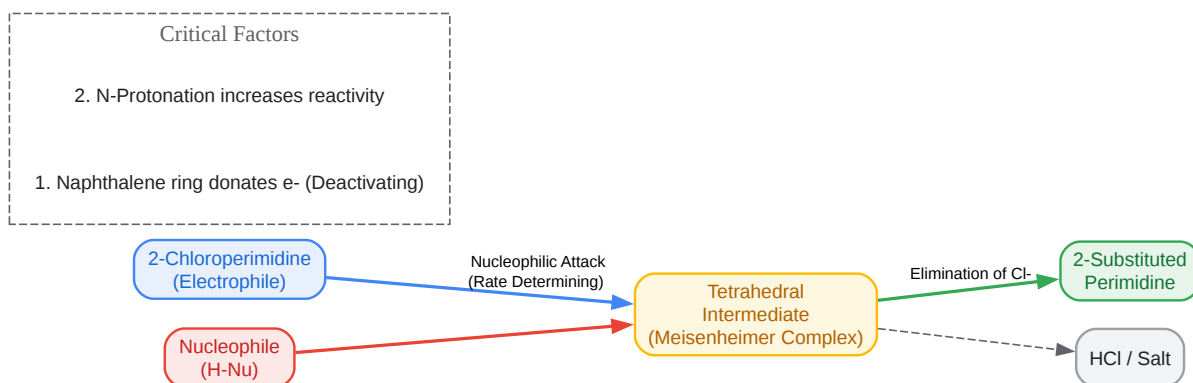 Critical Factors
2. N-Protonation increases reactivity
1. Naphthalene ring donates e- (Deactivating)
2-Chloroperimidine
(Electrophile)
Nucleophilic Attack
(Rate Determining)
Elimination of Cl-
2-Substituted
Perimidine
Tetrahedral
Intermediate
(Meisenheimer Complex)
Nucleophile
(H-Nu)
HCl / Salt